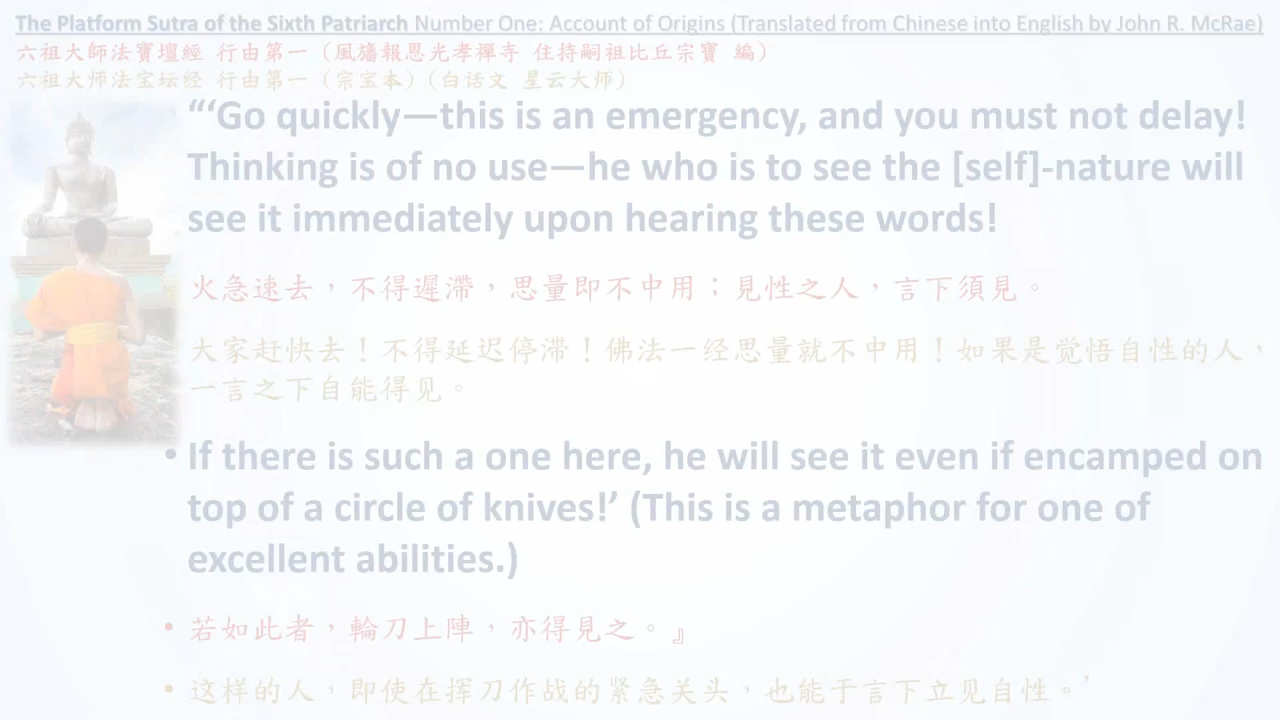 The Platform Sutra of the Sixth Patriarch Number One: Account of Origins (Translated from Chinese into English by John R. McRae)
六祖大師法寶壇經 行由第一（風旛報恩光孝禪寺 住持嗣祖比丘宗寶 編）
六祖大师法宝坛经 行由第一（宗宝本）(白话文 星云大师）
“‘Go quickly—this is an emergency, and you must not delay!
Thinking is of no use—he who is to see the [self]-nature will
see it immediately upon hearing these words!
火急速去，不得遲滯，思量即不中用；見性之人，言下須見。
大家赶快去！不得延迟停滞！佛法一经思量就不中用！如果是觉悟自性的人，
一言之下自能得见。
• If there is such a one here, he will see it even if encamped on
top of a circle of knives!’ (This is a metaphor for one of
excellent abilities.)
• 若如此者，輪刀上陣，亦得見之。』
• 这样的人，即使在挥刀作战的紧急关头，也能于言下立见自性。’